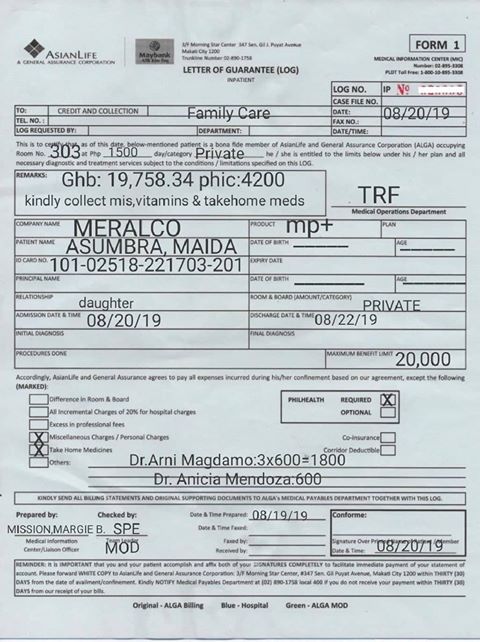 ASIANLIFE
& GENERAL ASSURANCE CORPORATION
Maybank
3/F Morning Star Center 347 Sen. Gil J. Puyat Avenue
Makati City 1200
Trunkline Number 02-890-1758
LETTER OF GUARANTEE (LOG)
INPATIENT
FORM 1
MEDICAL INFORMATION CENTER (MIC)
Number: 02-895-3308
PLDT Toll Free: 1-800-10-895-3308
LOG NO. IP No
CASE FILE NO.
TO: CREDIT AND COLLECTION Family Care DATE: 08/20/19
TEL. NO. : FAX NO.:
LOG REQUESTED BY: DEPARTMENT: DATE/TIME:
This is to certify that, as of this date, below-mentioned patient is a bona fide member of AsianLife and General Assurance Corporation (ALGA) occupying
Room No. 303 at Php 1500 day/category Private he / she is entitled to the limits below under his / her plan and all
necessary diagnostic and treatment services subject to the conditions / limitations specified on this LOG.
REMARKS: Ghb: 19,758.34 phic:4200
kindly collect mis,vitamins & takehome meds
TRF
Medical Operations Department
COMPANY NAME MERALCO PRODUCT mp+ PLAN
PATIENT NAME ASUMBRA, MAIDA DATE OF BIRTH AGE
ID CARD NO. 101-02518-221703-201 EXPIRY DATE
PRINCIPAL NAME DATE OF BIRTH AGE
RELATIONSHIP daughter ROOM & BOARD (AMOUNT/CATEGORY) PRIVATE
ADMISSION DATE & TIME 08/20/19 DISCHARGE DATE & TIME 08/22/19
INITIAL DIAGNOSIS FINAL DIAGNOSIS
PROCEDURES DONE MAXIMUM BENEFIT LIMIT 20,000
Accordingly, AsianLife and General Assurance agrees to pay all expenses incurred during his/her confinement based on our agreement, except the following
(MARKED):
Difference in Room & Board
All Incremental Charges of 20% for hospital charges
Excess in professional fees
X Miscellaneous Charges / Personal Charges
X Take Home Medicines
Others:
PHILHEALTH REQUIRED X
OPTIONAL
Co-insurance
Corridor Deductible
Dr.Arni Magdamo:3x600=1800
Dr. Anicia Mendoza:600
KINDLY SEND ALL BILLING STATEMENTS AND ORIGINAL SUPPORTING DOCUMENTS TO ALGA's MEDICAL PAYABLES DEPARTMENT TOGETHER WITH THIS LOG.
Prepared by: Checked by: Date & Time Prepared: 08/19/19 Conforme:
MISSION,MARGIE B. SPE Date & Time Faxed:
Medical Information Team Leader Faxed by:
Center/Liaison Officer MOD Received by:
Signature Over Printed Name of Patient/Member
Date & Time: 08/20/19
REMINDER: It is IMPORTANT that you and your patient accomplish and affix both of your SIGNATURES COMPLETELY to facilitate immediate payment of your statement of
account. Please forward WHITE COPY to AsianLife and General Assurance Corporation: 3/F Morning Star Center, #347 Sen. Gil Puyat Avenue, Makati City 1200 within THIRTY (30)
DAYS from the date of availment/confinement. Kindly NOTIFY Medical Payables Department at (02) 890-1758 local 400 if you do not receive your payment within THIRTY (30)
DAYS from our receipt of your bills.
Original - ALGA Billing Blue - Hospital Green - ALGA MOD